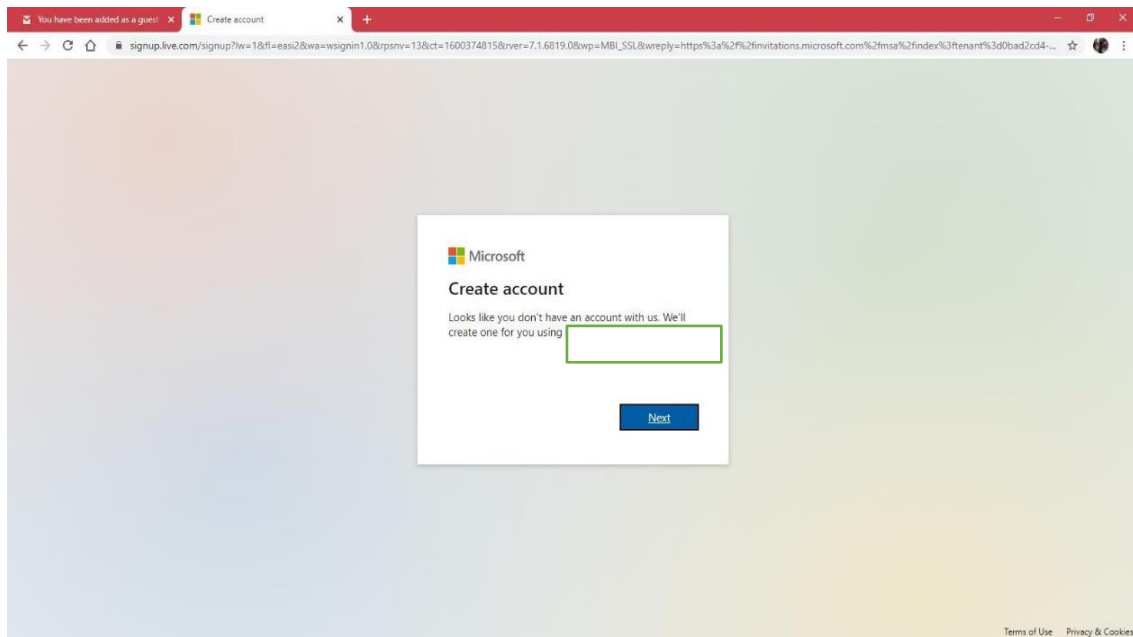 You have been added as a guest
Create account
signup.live.com/signup?lw=1&fl=easi2&wa=wsignin1.0&rpsnv=13&ct=1600374815&rver=7.1.6819.0&wp=MBI_SSL&wreply=https%3a%2f%2finvitations.microsoft.com%2fmsa%2findex%3ftenant%3d0bad2cd4-...
Microsoft
Create account
Looks like you don't have an account with us. We'll
create one for you using
Next
Terms of Use Privacy & Cookies